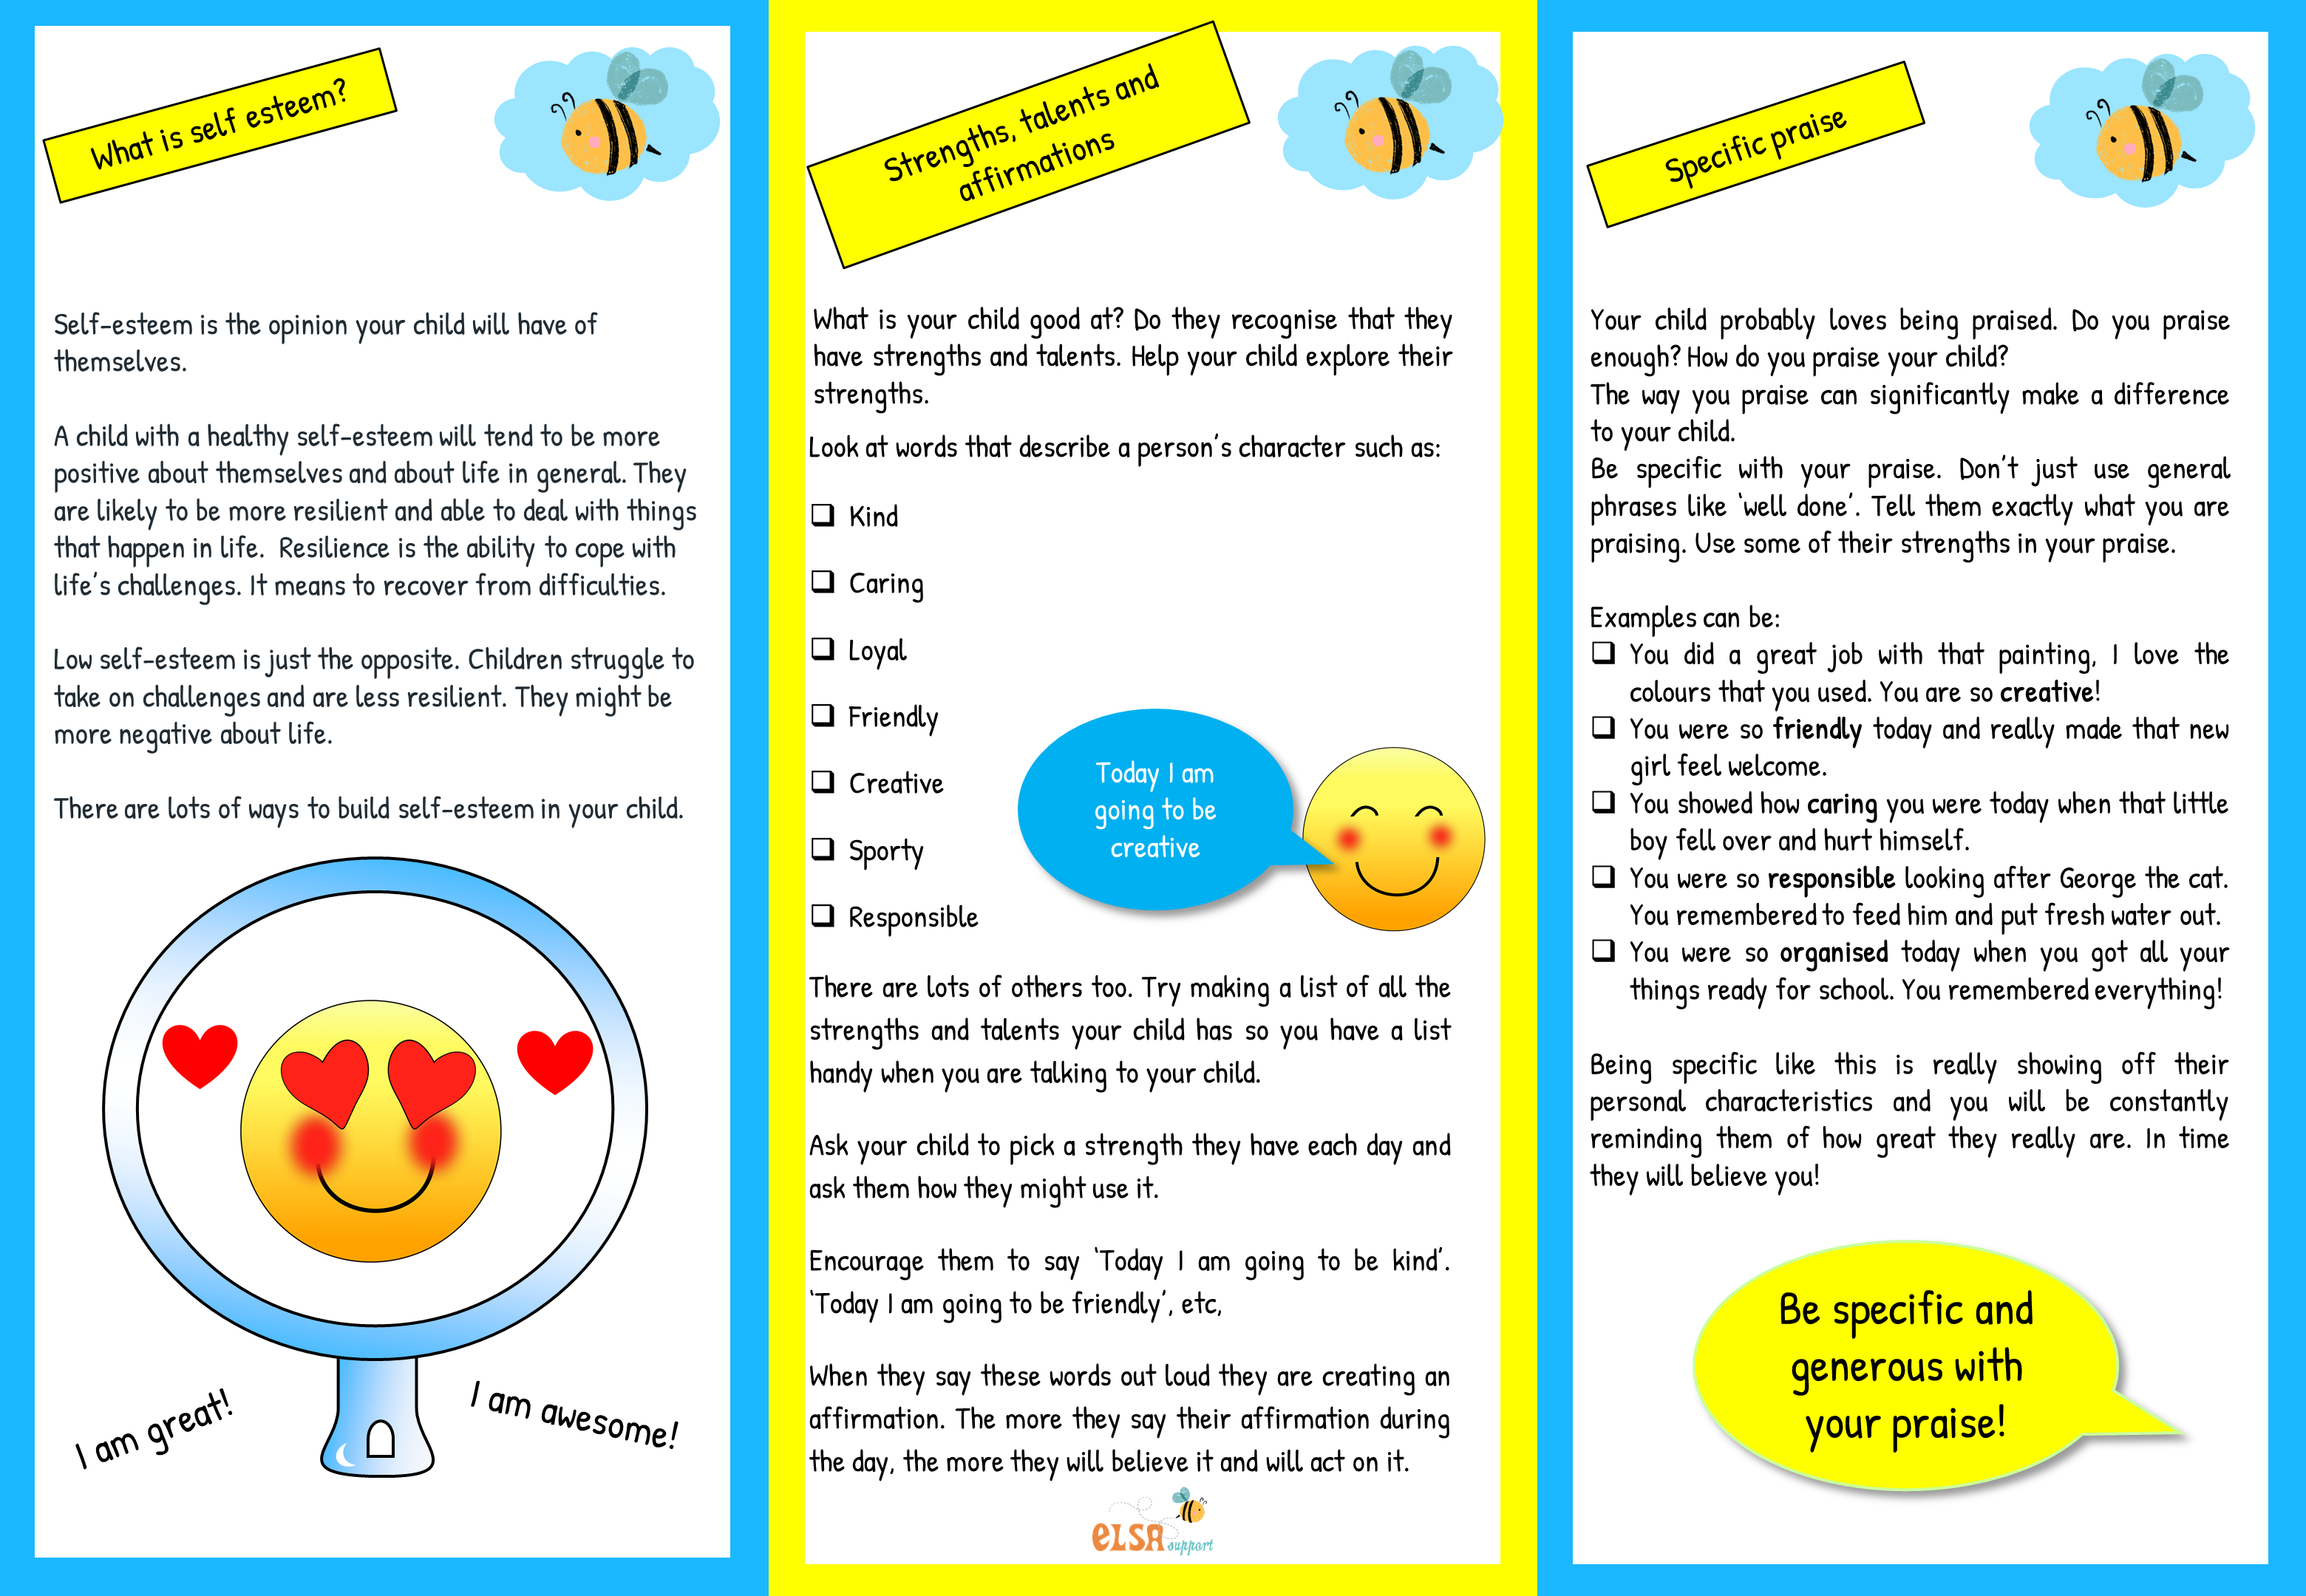 What is self esteem?
Self-esteem is the opinion your child will have of
themselves.
A child with a healthy self-esteem will tend to be more
positive about themselves and about life in general. They
are likely to be more resilient and able to deal with things
that happen in life. Resilience is the ability to cope with
life's challenges. It means to recover from difficulties.
Low self-esteem is just the opposite. Children struggle to
take on challenges and are less resilient. They might be
more negative about life.
There are lots of ways to build self-esteem in your child.
I am great!
I am awesome!
Strengths, talents and
affirmations
What is your child good at? Do they recognise that they
have strengths and talents. Help your child explore their
strengths.
Look at words that describe a person's character such as:
❑ Kind
❑ Caring
❑ Loyal
❑ Friendly
❑ Creative
❑ Sporty
❑ Responsible
Today I am
going to be
creative
There are lots of others too. Try making a list of all the
strengths and talents your child has so you have a list
handy when you are talking to your child.
Ask your child to pick a strength they have each day and
ask them how they might use it.
Encourage them to say 'Today I am going to be kind'.
'Today I am going to be friendly', etc,
When they say these words out loud they are creating an
affirmation. The more they say their affirmation during
the day, the more they will believe it and will act on it.
eLSA support
Specific praise
Your child probably loves being praised. Do you praise
enough? How do you praise your child?
The way you praise can significantly make a difference
to your child.
Be specific with your praise. Don't just use general
phrases like 'well done'. Tell them exactly what you are
praising. Use some of their strengths in your praise.
Examples can be:
❑ You did a great job with that painting, I love the
colours that you used. You are so creative!
❑ You were so friendly today and really made that new
girl feel welcome.
❑ You showed how caring you were today when that little
boy fell over and hurt himself.
❑ You were so responsible looking after George the cat.
You remembered to feed him and put fresh water out.
❑ You were so organised today when you got all your
things ready for school. You remembered everything!
Being specific like this is really showing off their
personal characteristics and you will be constantly
reminding them of how great they really are. In time
they will believe you!
Be specific and
generous with
your praise!